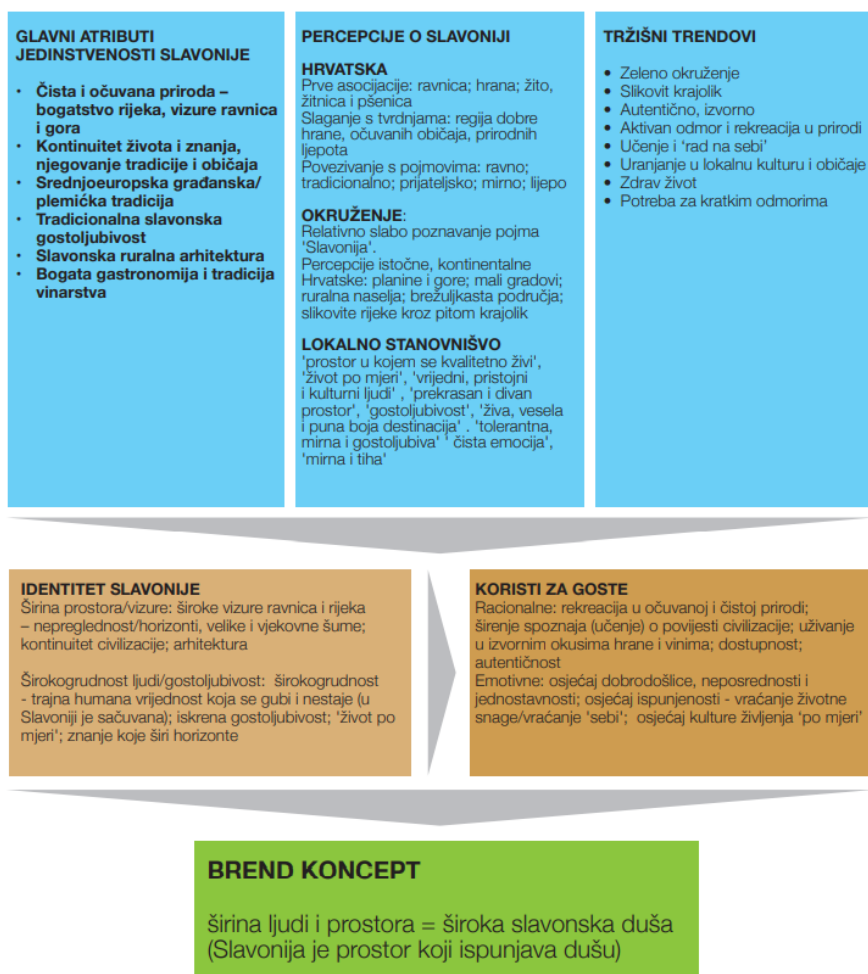 GLAVNI ATRIBUTI
JEDINSTVENOSTI SLAVONIJE
• Čista i očuvana priroda –
bogatstvo rijeka, vizure ravnica
i gora
• Kontinuitet života i znanja,
njegovanje tradicije i običaja
• Srednjoeuropska građanska/
plemićka tradicija
• Tradicionalna slavonska
gostoljubivost
• Slavonska ruralna arhitektura
• Bogata gastronomija i tradicija
vinarstva
PERCEPCIJE O SLAVONIJI
HRVATSKA
Prve asocijacije: ravnica; hrana; žito,
žitnica i pšenica
Slaganje s tvrdnjama: regija dobre
hrane, očuvanih običaja, prirodnih
ljepota
Povezivanje s pojmovima: ravno;
tradicionalno; prijateljsko; mirno; lijepo
OKRUŽENJE:
Relativno slabo poznavanje pojma
'Slavonija'.
Percepcije istočne, kontinentalne
Hrvatske: planine i gore; mali gradovi;
ruralna naselja; brežuljkasta područja;
slikovite rijeke kroz pitom krajolik
LOKALNO STANOVNIŠVO
'prostor u kojem se kvalitetno živi',
'život po mjeri', 'vrijedni, pristojni
i kulturni ljudi' , 'prekrasan i divan
prostor', 'gostoljubivost', 'živa, vesela
i puna boja destinacija' . 'tolerantna,
mirna i gostoljubiva' ' čista emocija',
'mirna i tiha'
TRŽIŠNI TRENDOVI
• Zeleno okruženje
• Slikovit krajolik
• Autentično, izvorno
• Aktivan odmor i rekreacija u prirodi
• Učenje i ‘rad na sebi’
• Uranjanje u lokalnu kulturu i običaje
• Zdrav život
• Potreba za kratkim odmorima
IDENTITET SLAVONIJE
Širina prostora/vizure: široke vizure ravnica i rijeka
– nepreglednost/horizonti, velike i vjekovne šume;
kontinuitet civilizacije; arhitektura
Širokogrudnost ljudi/gostoljubivost: širokogrudnost
- trajna humana vrijednost koja se gubi i nestaje (u
Slavoniji je sačuvana); iskrena gostoljubivost; 'život po
mjeri'; znanje koje širi horizonte
KORISTI ZA GOSTE
Racionalne: rekreacija u očuvanoj i čistoj prirodi;
širenje spoznaja (učenje) o povijesti civilizacije; uživanje
u izvornim okusima hrane i vinima; dostupnost;
autentičnost
Emotivne: osjećaj dobrodošlice, neposrednosti i
jednostavnosti; osjećaj ispunjenosti - vraćanje životne
snage/vraćanje 'sebi'; osjećaj kulture življenja ‘po mjeri’
BREND KONCEPT
širina ljudi i prostora = široka slavonska duša
(Slavonija je prostor koji ispunjava dušu)